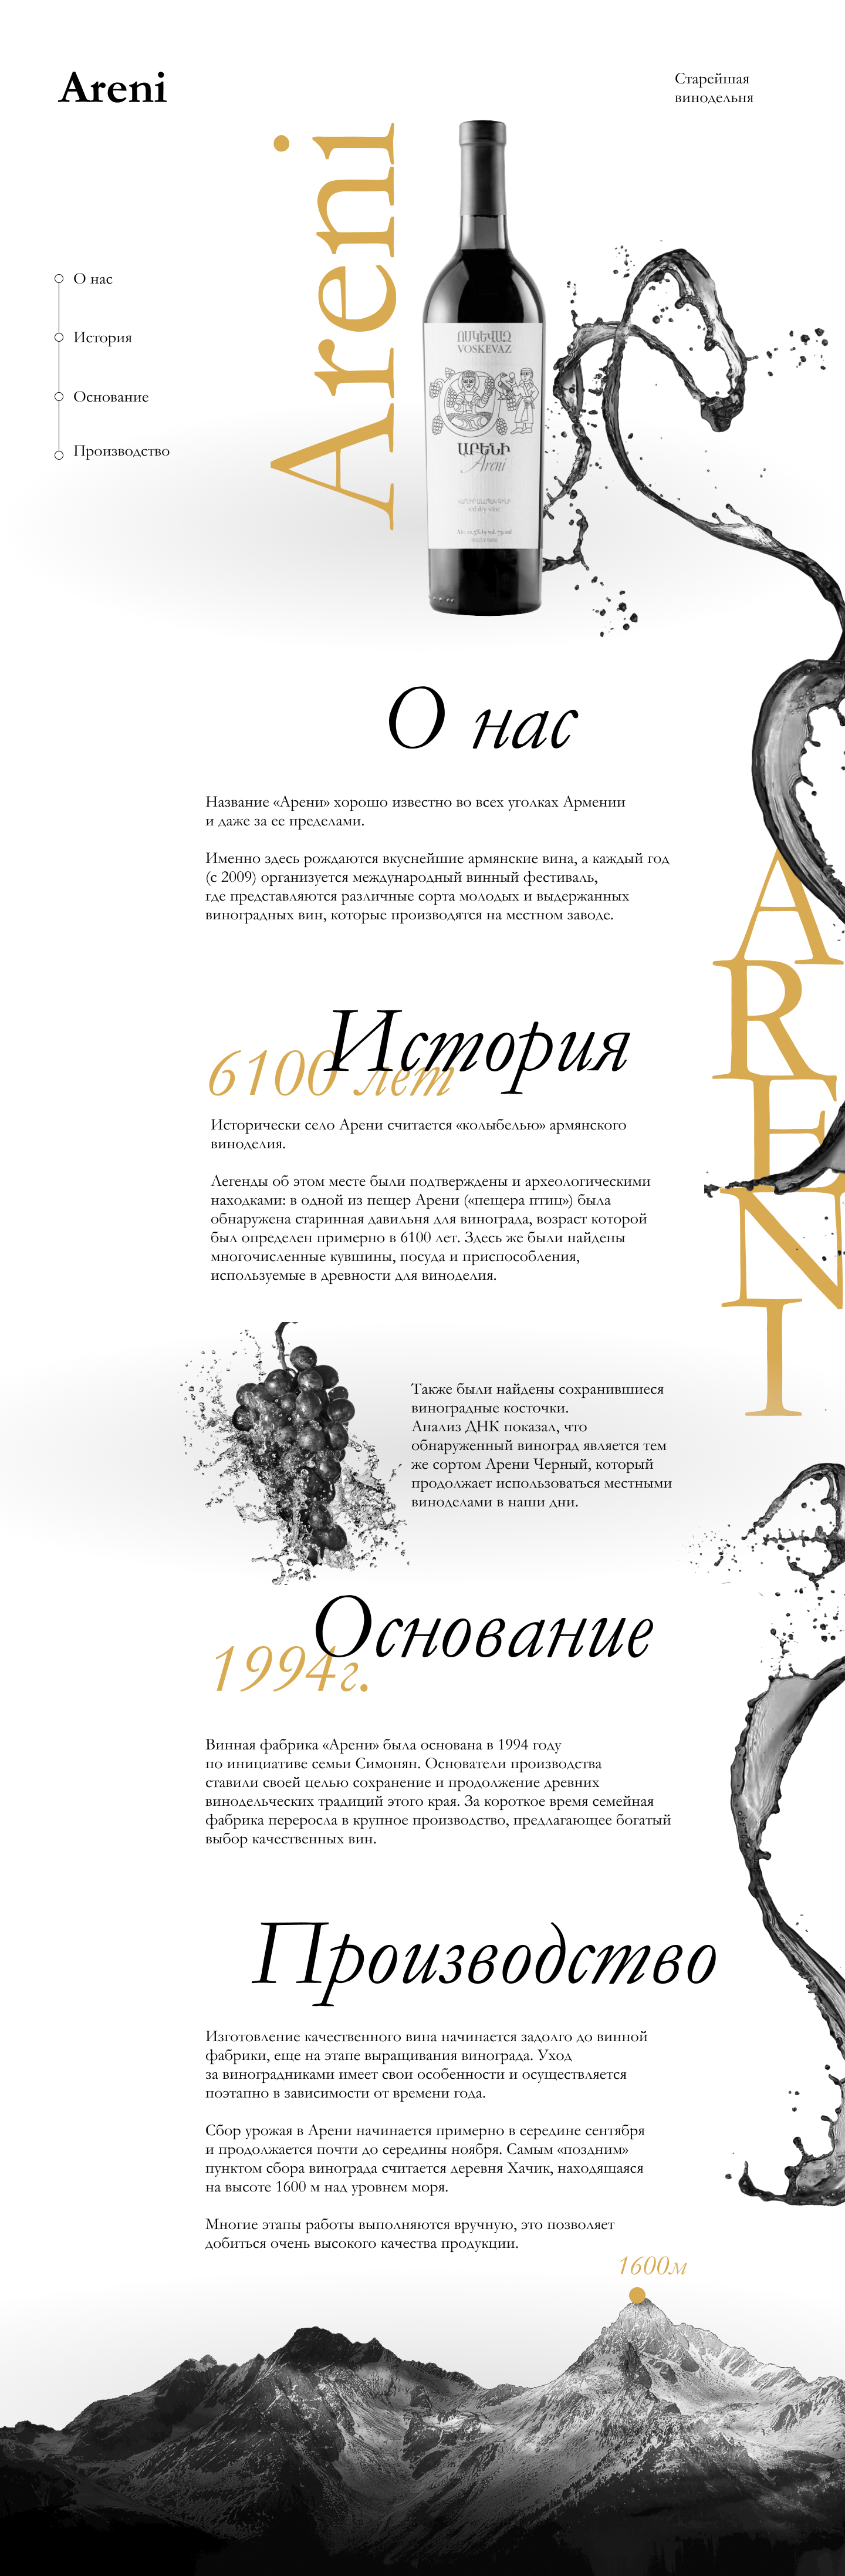 Areni
Старейшая
винодельня
Areni
О нас
История
Основание
Производство
ՈՍԿԵՎԱԶ
VOSKEVAZ
ԱՐԵՆԻ
Areni
red dry wine
О нас
Название «Арени» хорошо известно во всех уголках Армении
и даже за ее пределами.
Именно здесь рождаются вкуснейшие армянские вина, а каждый год
(с 2009) организуется международный винный фестиваль,
где представляются различные сорта молодых и выдержанных
виноградных вин, которые производятся на местном заводе.
ARENI
История
6100 лет
Исторически село Арени считается «колыбелью» армянского
виноделия.
Легенды об этом месте были подтверждены и археологическими
находками: в одной из пещер Арени («пещера птиц») была
обнаружена старинная давильня для винограда, возраст которой
был определен примерно в 6100 лет. Здесь же были найдены
многочисленные кувшины, посуда и приспособления,
используемые в древности для виноделия.
Также были найдены сохранившиеся
виноградные косточки.
Анализ ДНК показал, что
обнаруженный виноград является тем
же сортом Арени Черный, который
продолжает использоваться местными
виноделами в наши дни.
Основание
1994г.
Винная фабрика «Арени» была основана в 1994 году
по инициативе семьи Симонян. Основатели производства
ставили своей целью сохранение и продолжение древних
винодельческих традиций этого края. За короткое время семейная
фабрика переросла в крупное производство, предлагающее богатый
выбор качественных вин.
Производство
Изготовление качественного вина начинается задолго до винной
фабрики, еще на этапе выращивания винограда. Уход
за виноградниками имеет свои особенности и осуществляется
поэтапно в зависимости от времени года.
Сбор урожая в Арени начинается примерно в середине сентября
и продолжается почти до середины ноября. Самым «поздним»
пунктом сбора винограда считается деревня Хачик, находящаяся
на высоте 1600 м над уровнем моря.
Многие этапы работы выполняются вручную, это позволяет
добиться очень высокого качества продукции.
1600м